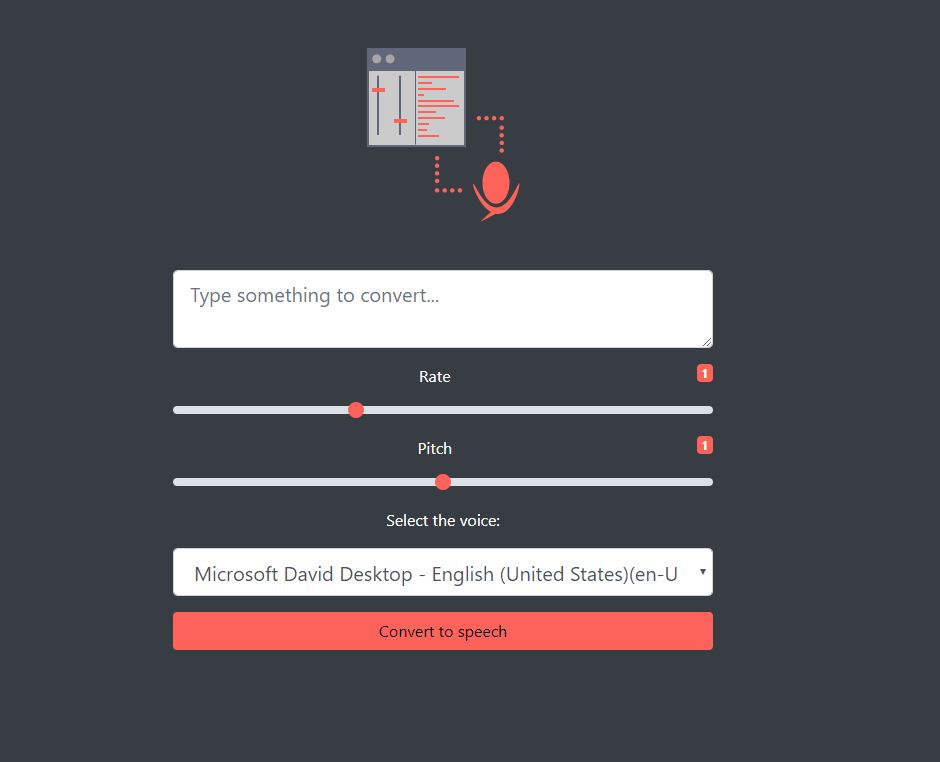 Type something to convert...
Rate
1
Pitch
1
Select the voice:
Microsoft David Desktop - English (United States)(en-U
Convert to speech